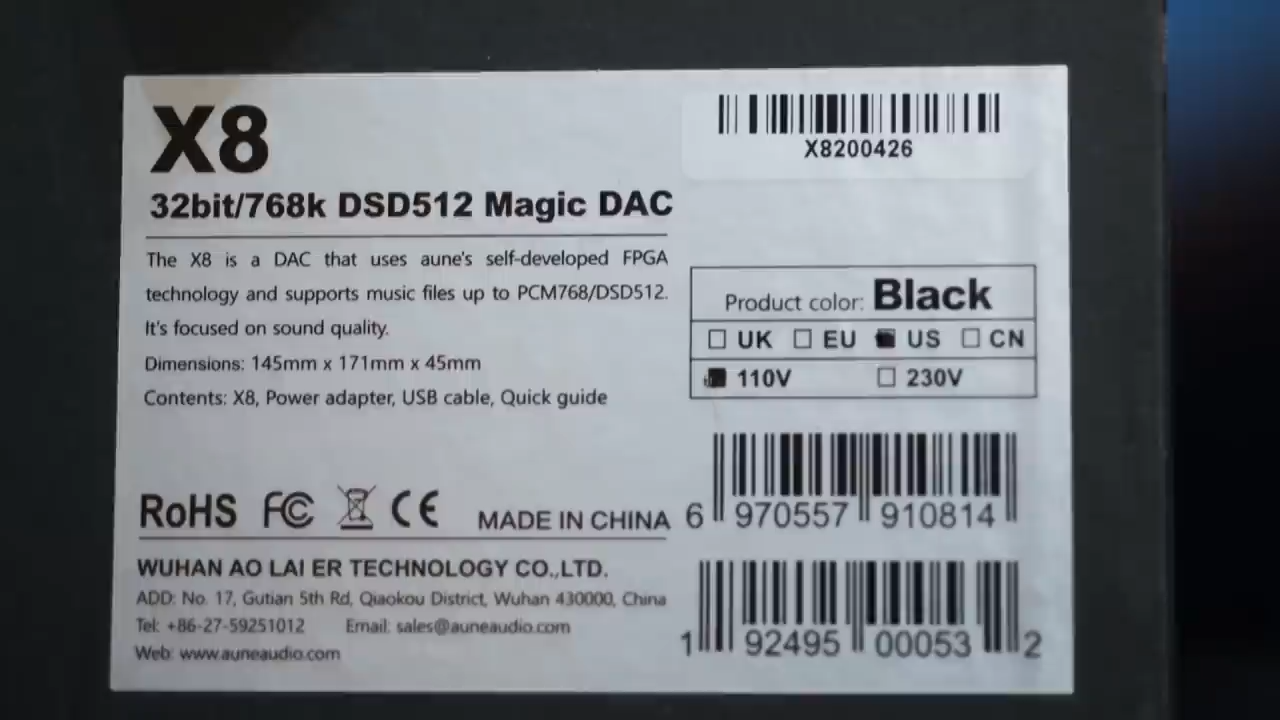 X8
32bit/768k DSD512 Magic DAC
The X8 is a DAC that uses aune's self-developed FPGA
technology and supports music files up to PCM768/DSD512.
It's focused on sound quality.
Dimensions: 145mm x 171mm x 45mm
Contents: X8, Power adapter, USB cable, Quick guide
RoHS FC CE MADE IN CHINA
WUHAN AO LAI ER TECHNOLOGY CO.,LTD.
ADD: No. 17, Gutian 5th Rd, Qiaokou District, Wuhan 430000, China
Tel: +86-27-59251012 Email: sales@auneaudio.com
Web: www.auneaudio.com
X8200426
Product color: Black
UK EU US CN
110V 230V
6 970557 910814
1 92495 00053 2